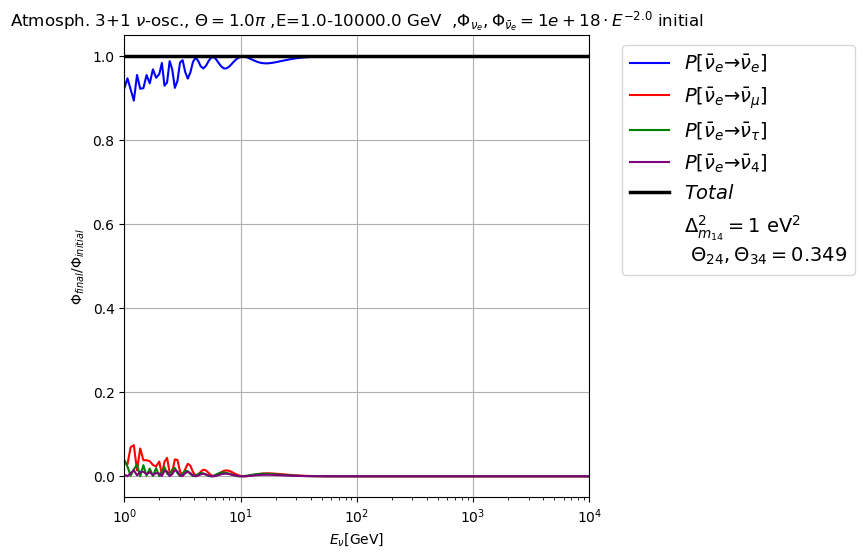 Atmosph. 3+1 ν-osc., Θ = 1.0π ,E=1.0-10000.0 GeV ,Φ_{ν_e}, Φ_{ν̄_e} = 1e + 18 · E^{−2.0} initial
P[ν̄_e→ν̄_e]
P[ν̄_e→ν̄_μ]
P[ν̄_e→ν̄_τ]
P[ν̄_e→ν̄_4]
Total
Δ^2_{m_{14}} = 1 eV^2
Θ_{24}, Θ_{34} = 0.349
Φ_{final}/Φ_{initial}
1.0
0.8
0.6
0.4
0.2
0.0
10^0 10^1 10^2 10^3 10^4
E_ν[GeV]